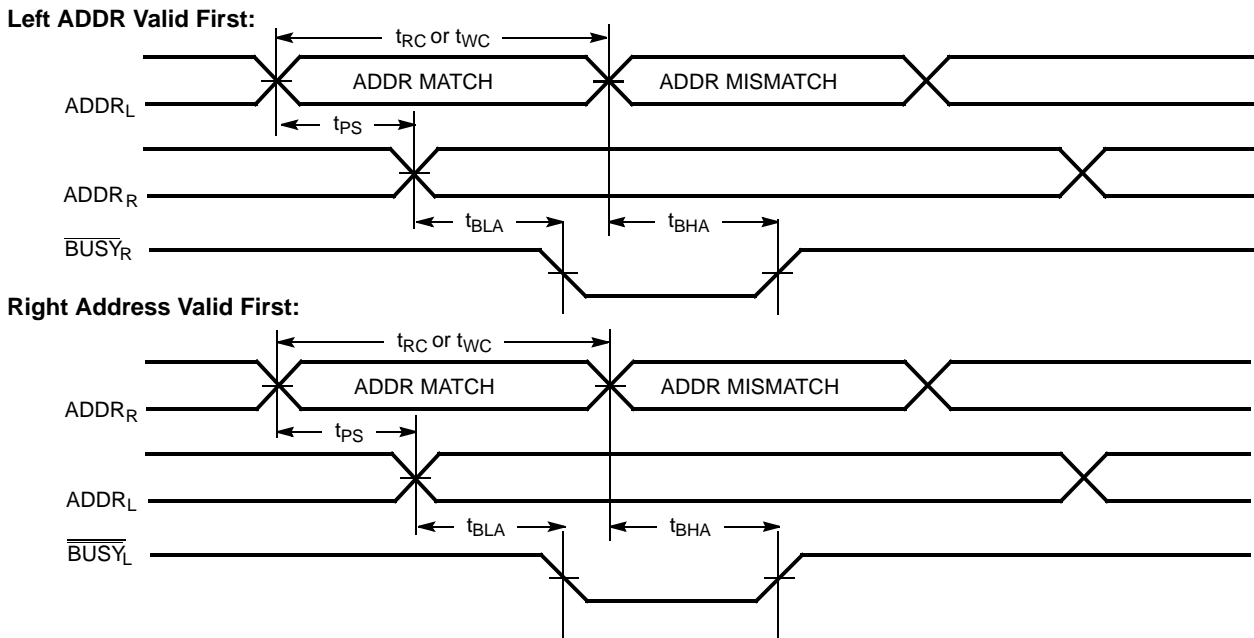 Left ADDR Valid First:
tRC or tWC
ADDR MATCH ADDR MISMATCH
ADDRL
tPS
ADDRR
tBLA tBHA
BUSYR
Right Address Valid First:
tRC or tWC
ADDR MATCH ADDR MISMATCH
ADDRR
tPS
ADDRL
tBLA tBHA
BUSYL